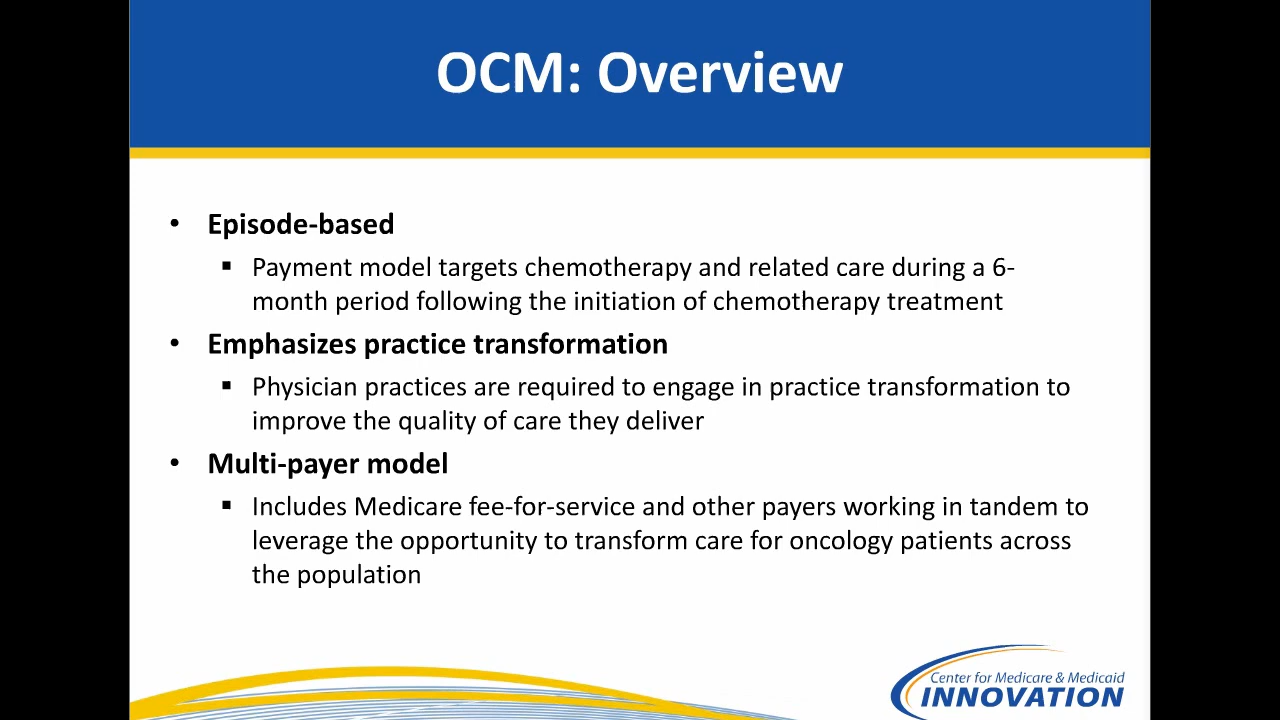 OCM: Overview
• Episode-based
▪ Payment model targets chemotherapy and related care during a 6-
month period following the initiation of chemotherapy treatment
• Emphasizes practice transformation
▪ Physician practices are required to engage in practice transformation to
improve the quality of care they deliver
• Multi-payer model
▪ Includes Medicare fee-for-service and other payers working in tandem to
leverage the opportunity to transform care for oncology patients across
the population
Center for Medicare & Medicaid
INNOVATION